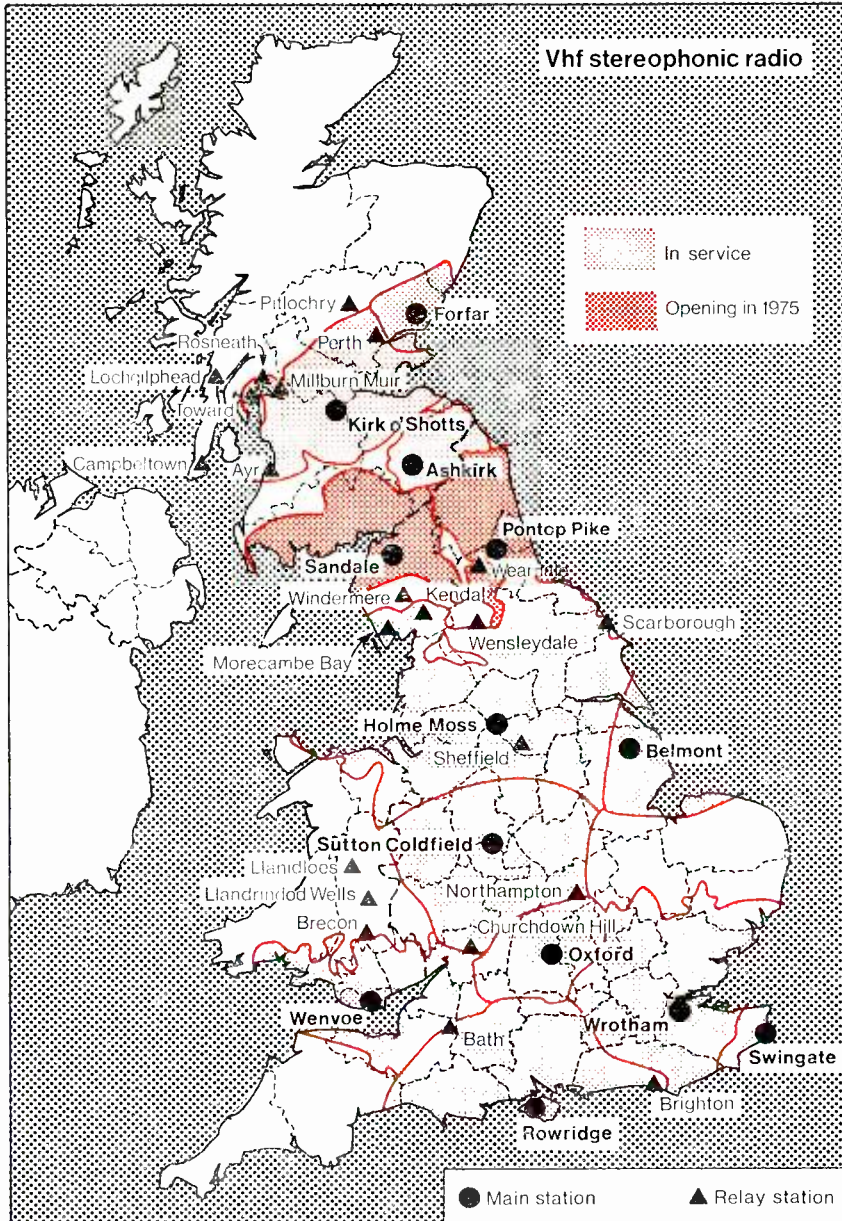 Vhf stereophonic radio
In service
Opening in 1975
Pitlochry
Forfar
Rosneath
Perth
Lochgilphead
Millburn Muir
Toward
Kirk o'Shotts
Campbeltown
Ayr
Ashkirk
Pontop Pike
Sandale
Weardale
Windermere
Kendal
Scarborough
Wensleydale
Morecambe Bay
Holme Moss
Belmont
Sheffield
Sutton Coldfield
Llanidloes
Northampton
Llandrindod Wells
Brecon
Churchdown Hill
Oxford
Wenvoe
Wrotham
Bath
Swingate
Brighton
Rowridge
Main station
Relay station